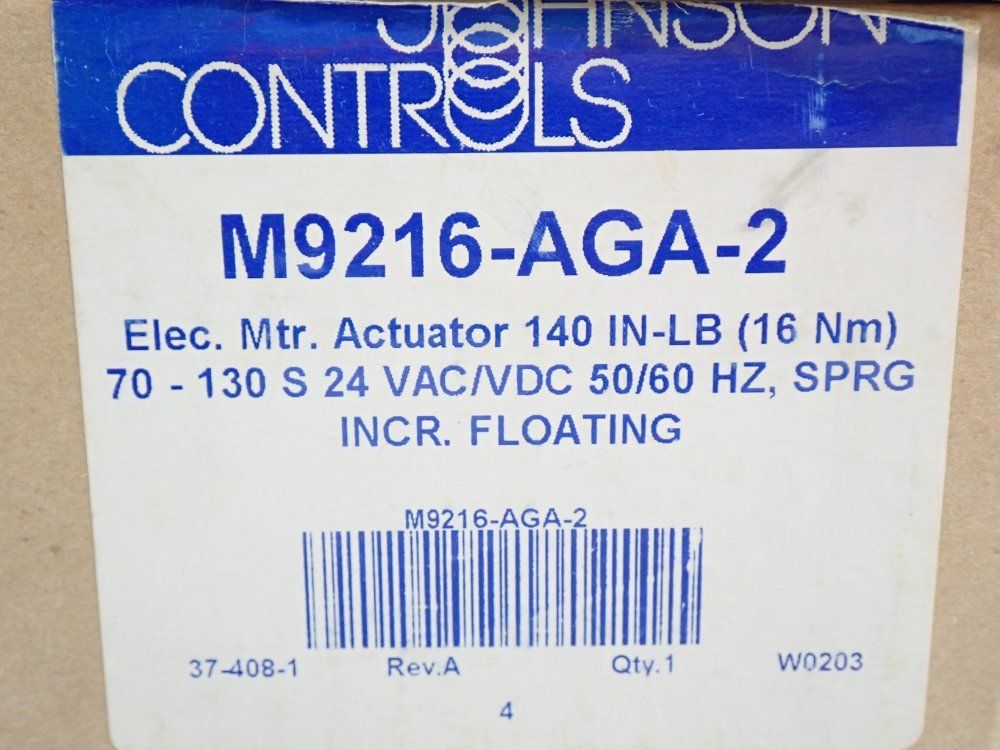 JOHNSON
CONTROLS
M9216-AGA-2
Elec. Mtr. Actuator 140 IN-LB (16 Nm)
70 - 130 S 24 VAC/VDC 50/60 HZ, SPRG
INCR. FLOATING
M9216-AGA-2
37-408-1 Rev.A Qty.1 W0203
4